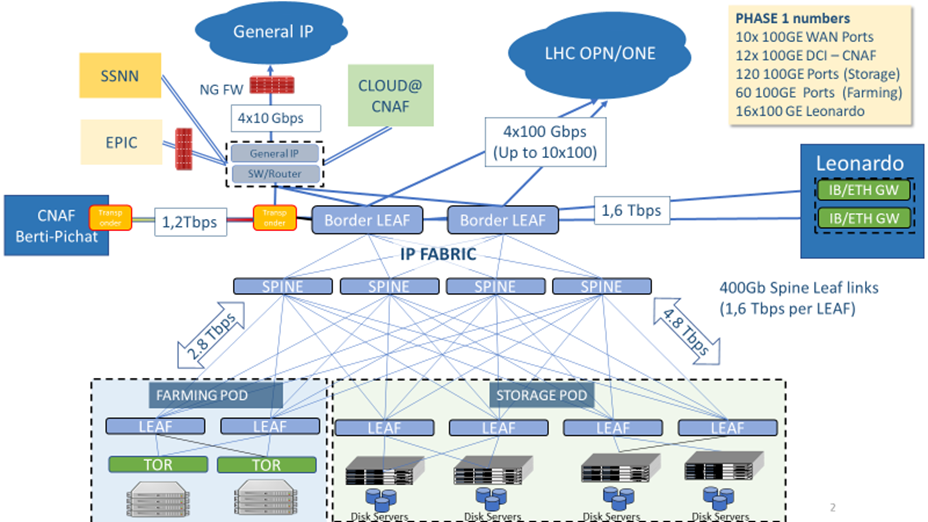 General IP
LHC OPN/ONE
PHASE 1 numbers
10x 100GE WAN Ports
12x 100GE DCI – CNAF
120 100GE Ports (Storage)
60 100GE Ports (Farming)
16x100 GE Leonardo
SSNN
NG FW
CLOUD@
CNAF
4x10 Gbps
EPIC
4x100 Gbps
(Up to 10x100)
General IP
SW/Router
Leonardo
IB/ETH GW
IB/ETH GW
CNAF
Berti-Pichat
Transp
onder
1,2Tbps
Transp
onder
Border LEAF
Border LEAF
1,6 Tbps
IP FABRIC
SPINE
SPINE
SPINE
SPINE
400Gb Spine Leaf links
(1,6 Tbps per LEAF)
2.8 Tbps
4.8 Tbps
FARMING POD
STORAGE POD
LEAF
LEAF
LEAF
LEAF
LEAF
LEAF
TOR
TOR
Disk Servers
Disk Servers
Disk Servers
Disk Servers
2